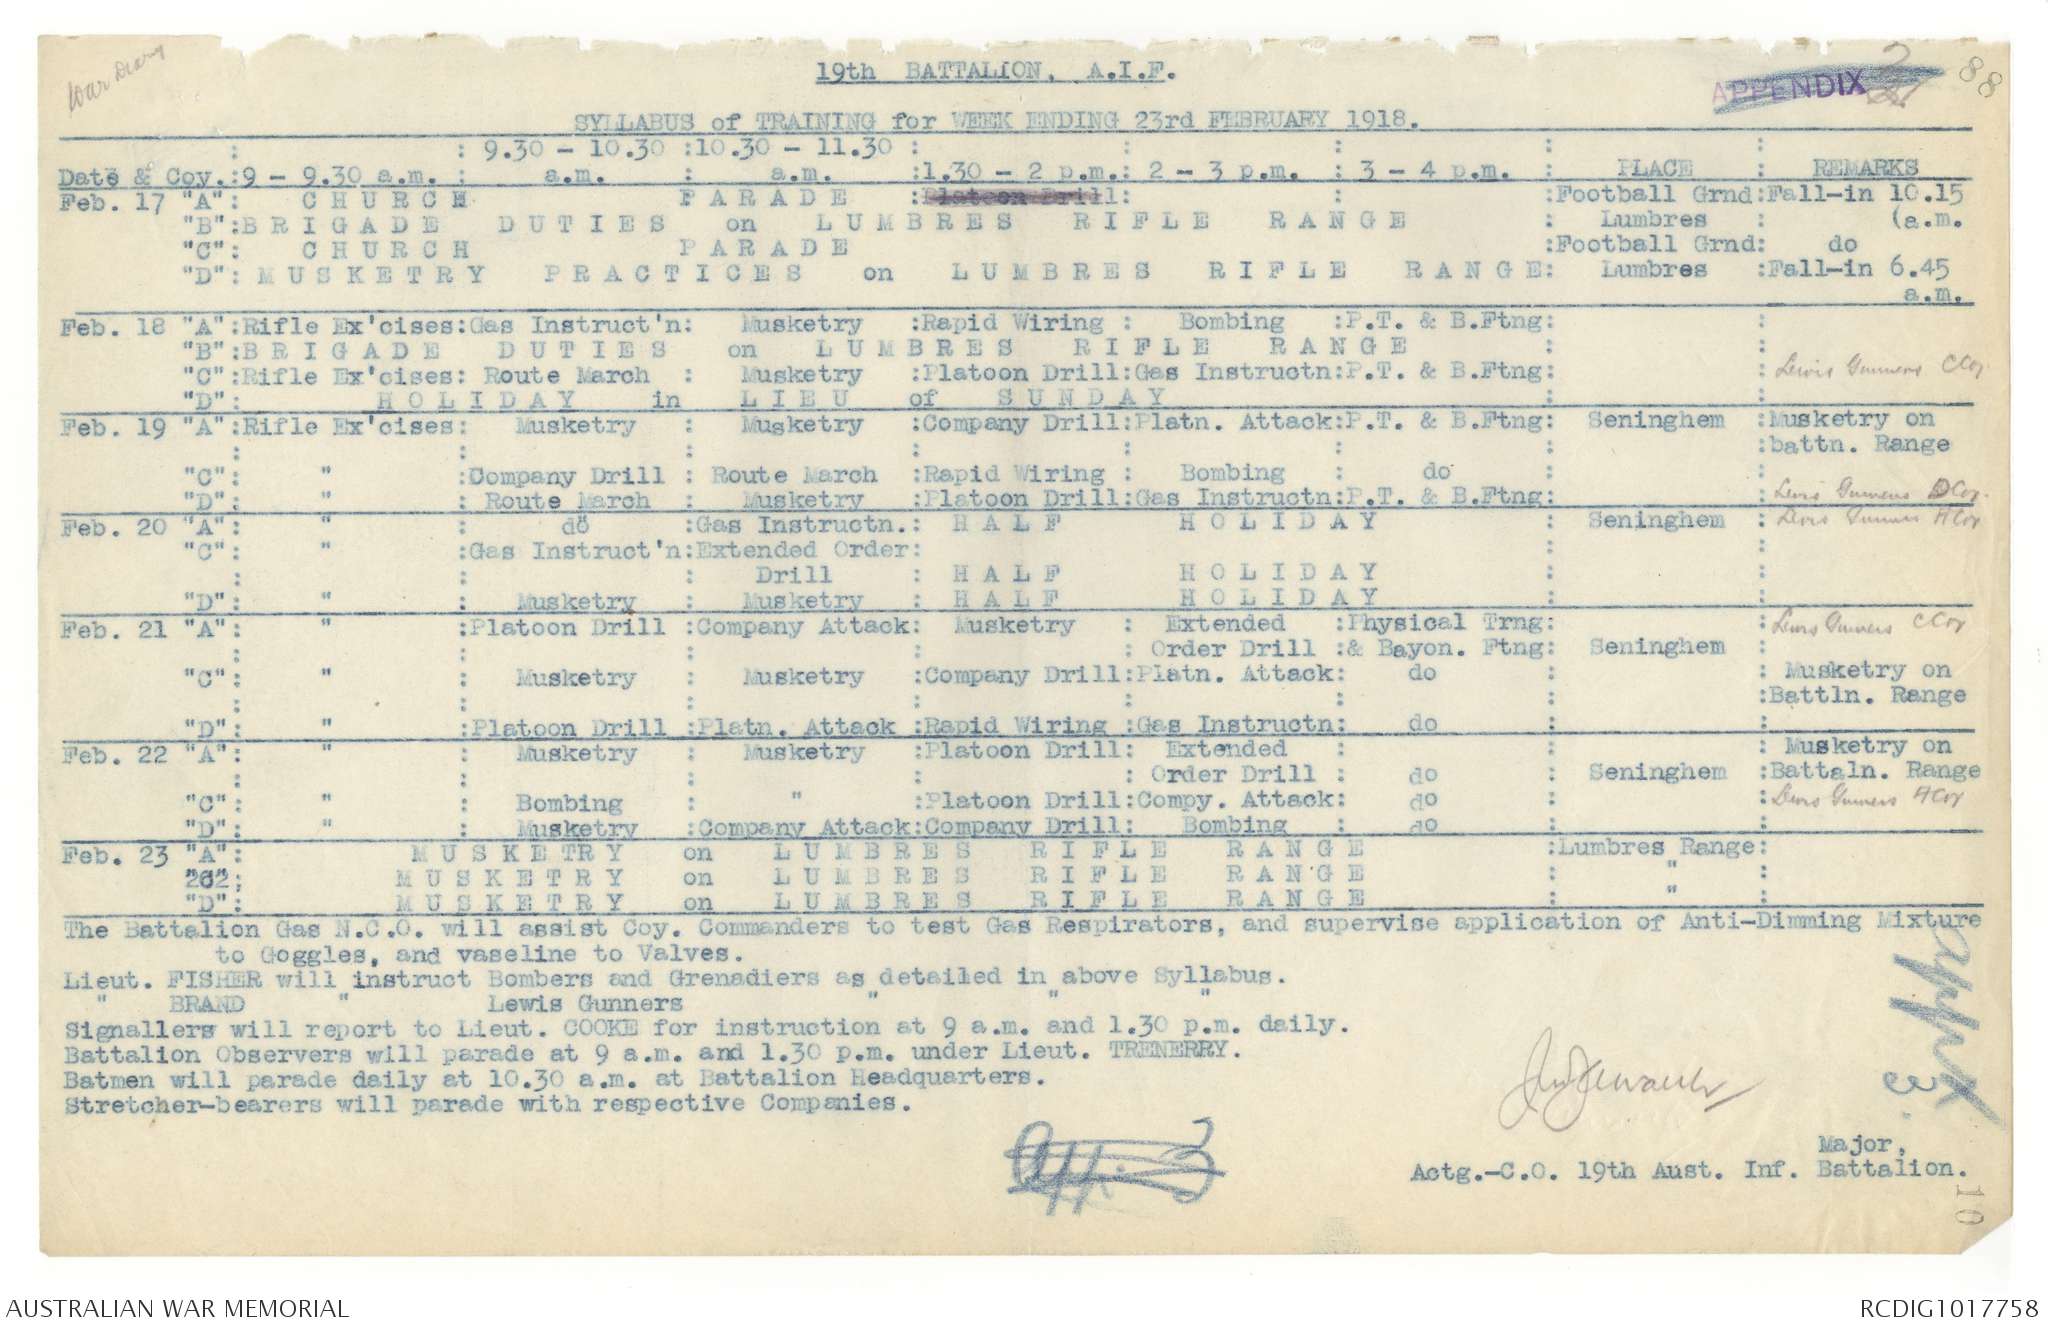 War Diary
19th BATTALION, A.I.F.
APPENDIX
88
SYLLABUS of TRAINING for WEEK ENDING 23rd FEBRUARY 1918.
: : 9.30 - 10.30 :10.30 - 11.30 : : : : :
Date & Coy.:9 - 9.30 a.m. : a.m. : a.m. :1.30 - 2 p.m.: 2 - 3 p.m. : 3 - 4 p.m. : PLACE : REMARKS
Feb. 17 "A": CHURCH PARADE :Platoon Drill: : :Football Grnd:Fall-in 10.15
"B":BRIGADE DUTIES on LUMBRES RIFLE RANGE : Lumbres : (a.m.
"C": CHURCH PARADE :Football Grnd: do
"D": MUSKETRY PRACTICES on LUMBRES RIFLE RANGE: Lumbres :Fall-in 6.45
a.m.
Feb. 18 "A":Rifle Ex'cises:Gas Instruct'n: Musketry :Rapid Wiring : Bombing :P.T. & B.Ftng: :
"B":BRIGADE DUTIES on LUMBRES RIFLE RANGE : :
"C":Rifle Ex'cises: Route March : Musketry :Platoon Drill:Gas Instructn:P.T. & B.Ftng: : Lewis Gunners C Coy
"D": HOLIDAY in LIEU of SUNDAY : :
Feb. 19 "A":Rifle Ex'cises: Musketry : Musketry :Company Drill:Platn. Attack:P.T. & B.Ftng: Seninghem :Musketry on
: : : : : : : :battn. Range
"C": " :Company Drill : Route March :Rapid Wiring : Bombing : do : :
"D": " : Route March : Musketry :Platoon Drill:Gas Instructn:P.T. & B.Ftng: : Lewis Gunners D Coy.
Feb. 20 "A": " : do :Gas Instructn.: HALF HOLIDAY : Seninghem : Lewis Gunners A Coy
"C": " :Gas Instruct'n:Extended Order: : :
: : : Drill : HALF HOLIDAY : :
"D": " : Musketry : Musketry : HALF HOLIDAY : :
Feb. 21 "A": " :Platoon Drill :Company Attack: Musketry : Extended :Physical Trng: : Lewis Gunners C Coy
: : : : : Order Drill :& Bayon. Ftng: Seninghem :
"C": " : Musketry : Musketry :Company Drill:Platn. Attack: do : : Musketry on
: : : : : : : :Battln. Range
"D": " :Platoon Drill :Platn. Attack :Rapid Wiring :Gas Instructn: do : :
Feb. 22 "A": " : Musketry : Musketry :Platoon Drill: Extended : : : Musketry on
: : : : : Order Drill : do : Seninghem :Battaln. Range
"C": " : Bombing : " :Platoon Drill:Compy. Attack: do : : Lewis Gunners A Coy
"D": " : Musketry :Company Attack:Company Drill: Bombing : do : :
Feb. 23 "A": MUSKETRY on LUMBRES RIFLE RANGE :Lumbres Range:
"C": MUSKETRY on LUMBRES RIFLE RANGE : " :
"D": MUSKETRY on LUMBRES RIFLE RANGE : " :
The Battalion Gas N.C.O. will assist Coy. Commanders to test Gas Respirators, and supervise application of Anti-Dimming Mixture
to Goggles, and vaseline to Valves.
Lieut. FISHER will instruct Bombers and Grenadiers as detailed in above Syllabus.
" BRAND " Lewis Gunners " " "
Signallers will report to Lieut. COOKE for instruction at 9 a.m. and 1.30 p.m. daily.
Battalion Observers will parade at 9 a.m. and 1.30 p.m. under Lieut. TRENERRY.
Batmen will parade daily at 10.30 a.m. at Battalion Headquarters.
Stretcher-bearers will parade with respective Companies.
App: 3
Major,
Actg.-C.O. 19th Aust. Inf. Battalion.
10
AUSTRALIAN WAR MEMORIAL
RCDIG1017758